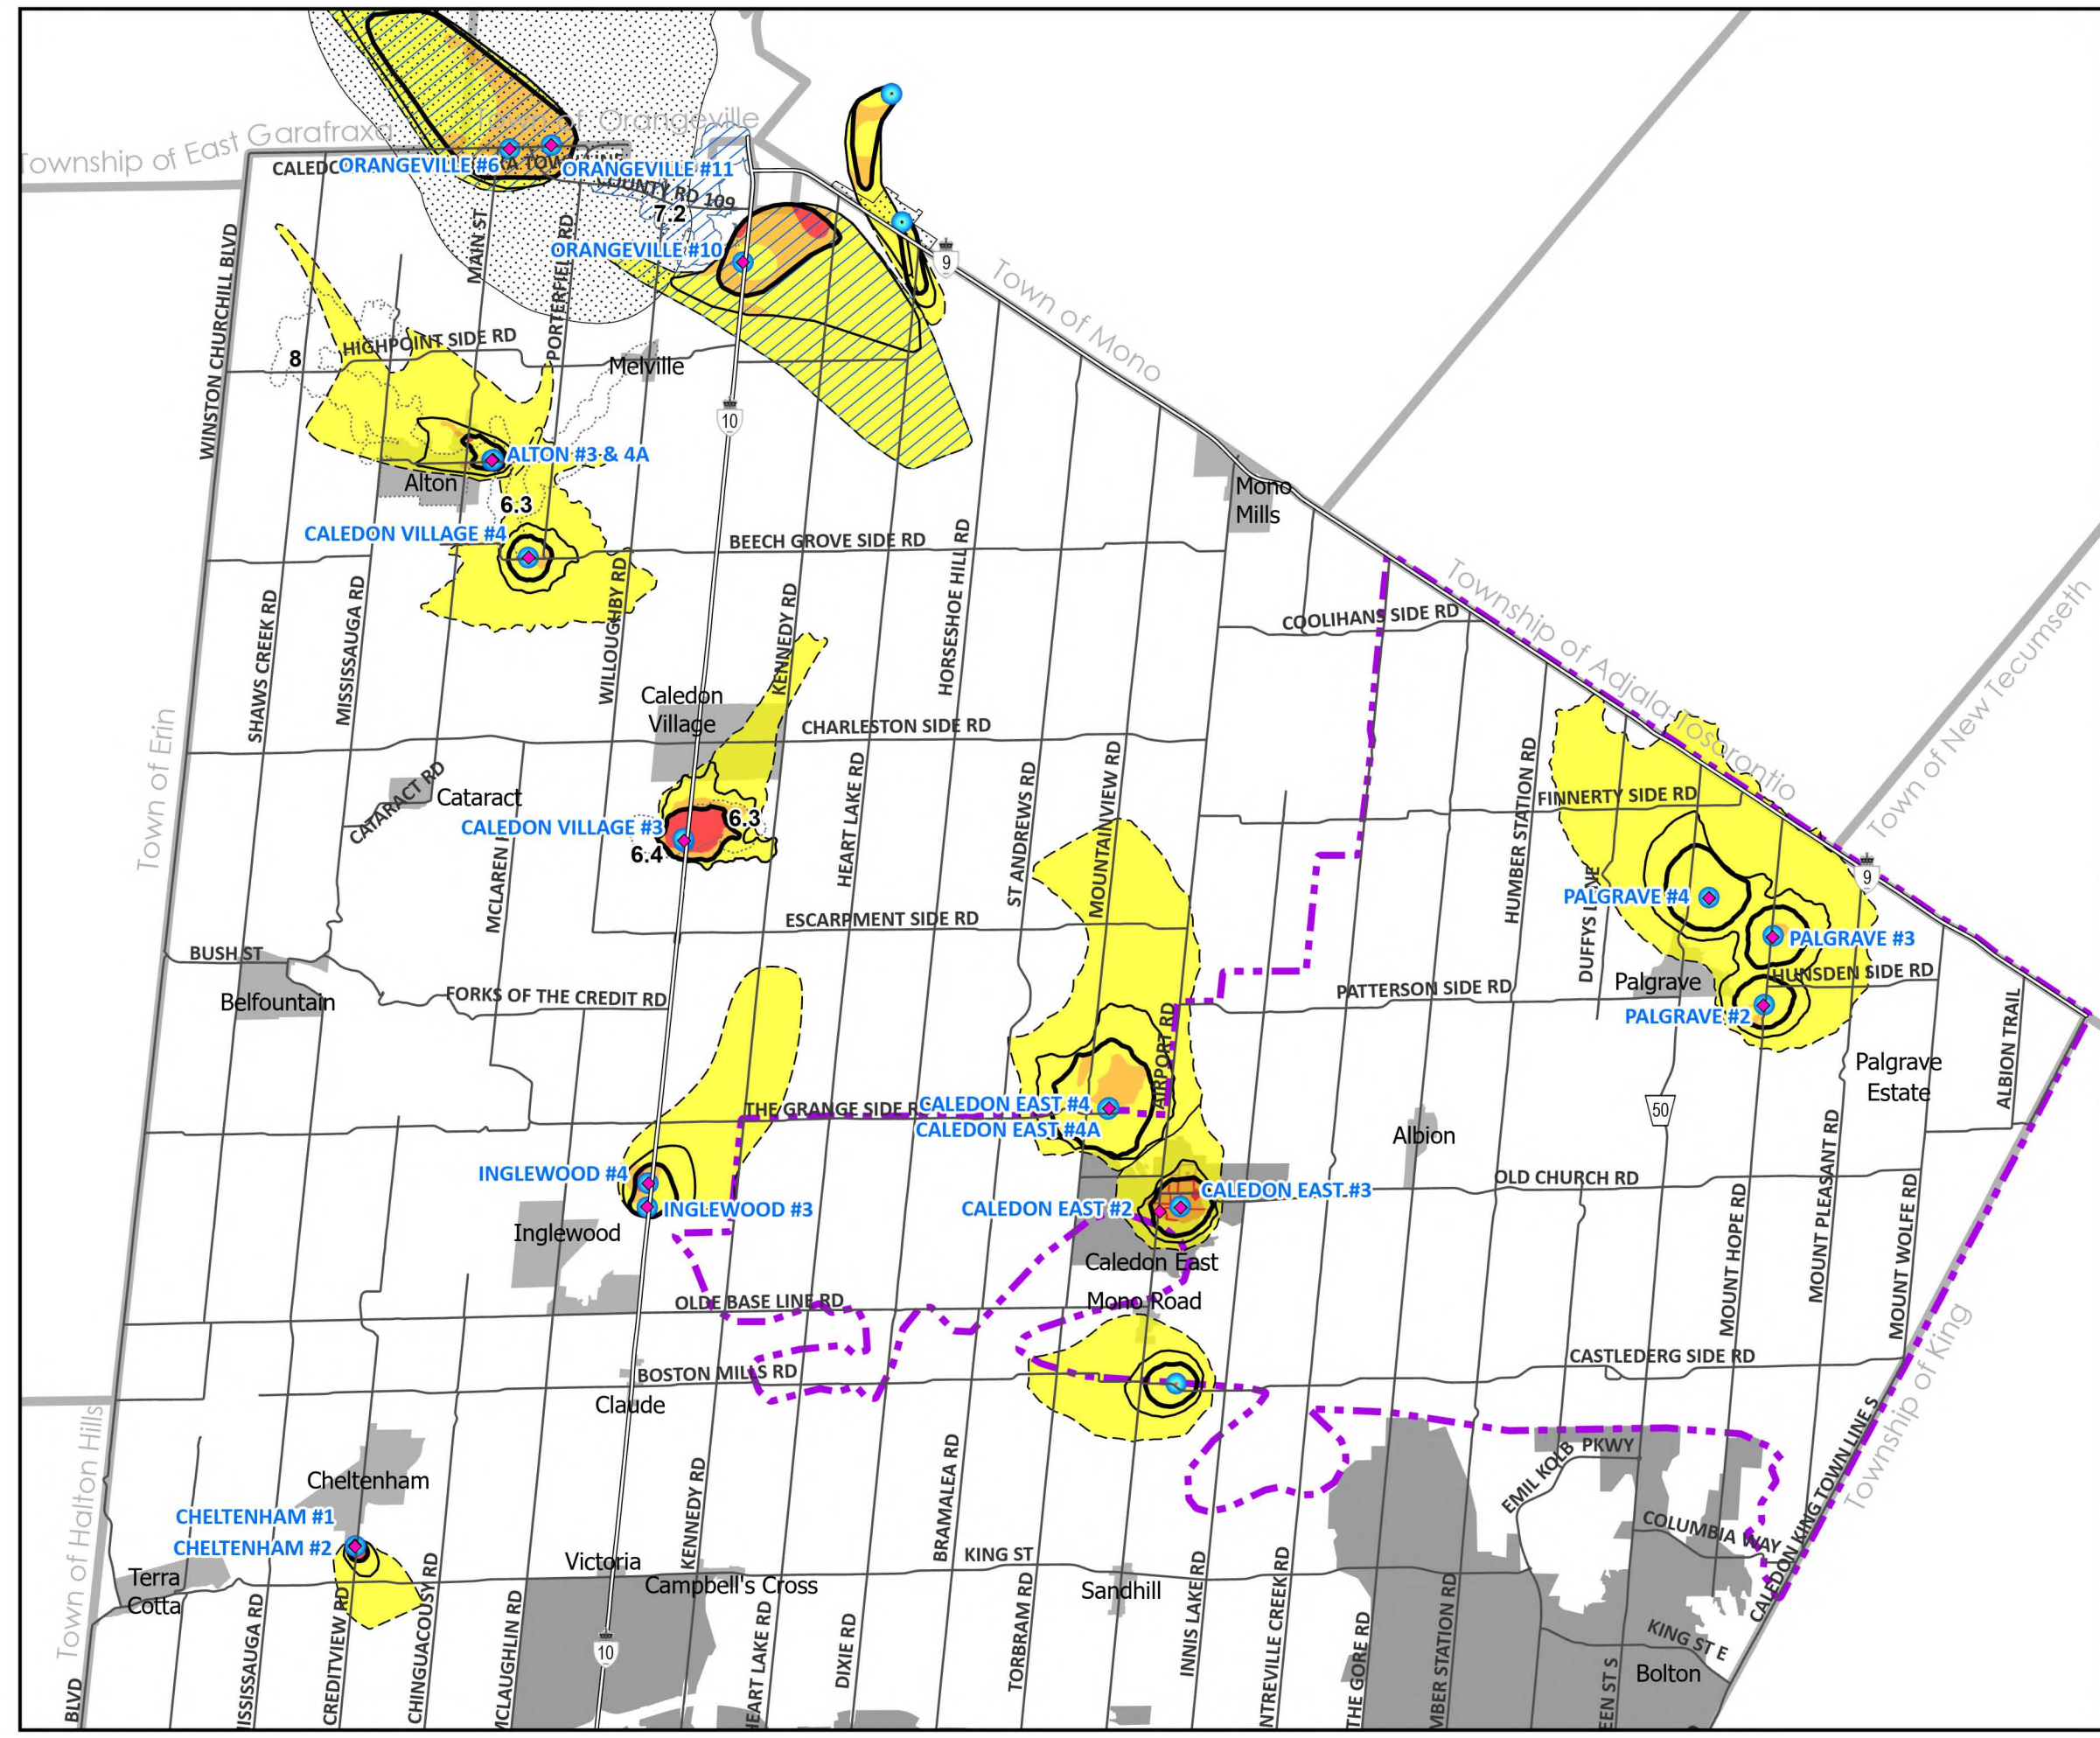 Township of East Garafraxa
Town of Orangeville
ORANGEVILLE #6
ORANGEVILLE #11
COUNTY RD 109
7.2
ORANGEVILLE #10
9
Town of Mono
WINSTON CHURCHILL BLVD
MAIN ST
PORTERFIELD RD
HIGHPOINT SIDE RD
8
Melville
10
ALTON #3 & 4A
Alton
6.3
CALEDON VILLAGE #4
BEECH GROVE SIDE RD
Mono
Mills
Township of Adjala-Tosorontio
Town of New Tecumseth
COOLIHANS SIDE RD
SHAWS CREEK RD
MISSISSAUGA RD
WILLOUGHBY RD
KENNEDY RD
HORSESHOE HILL RD
Caledon
Village
CHARLESTON SIDE RD
Town of Erin
CATARACT RD
Cataract
CALEDON VILLAGE #3
6.3
6.4
HEART LAKE RD
ST ANDREWS RD
MOUNTAINVIEW RD
HUMBER STATION RD
FINNERTY SIDE RD
9
DUFFYS LANE
PALGRAVE #4
PALGRAVE #3
ESCARPMENT SIDE RD
BUSH ST
Belfountain
FORKS OF THE CREDIT RD
PATTERSON SIDE RD
Palgrave
HUNSDEN SIDE RD
PALGRAVE #2
AIRPORT RD
Palgrave
Estate
ALBION TRAIL
THE GRANGE SIDE
CALEDON EAST #4
CALEDON EAST #4A
50
Albion
INGLEWOOD #4
INGLEWOOD #3
Inglewood
OLD CHURCH RD
CALEDON EAST #3
CALEDON EAST #2
Caledon East
MOUNT HOPE RD
MOUNT PLEASANT RD
MOUNT WOLFE RD
OLDE BASE LINE RD
Mono Road
BOSTON MILLS RD
CASTLEDERG SIDE RD
Township of King
Claude
Town of Halton Hills
Cheltenham
CHELTENHAM #1
CHELTENHAM #2
KENNEDY RD
BRAMALEA RD
EMIL KOLB
PKWY
COLUMBIA WAY
CALEDON KING TOWN LINE S
Terra
Cotta
Victoria
Campbell's Cross
KING ST
Sandhill
INNIS LAKE RD
CREDITVIEW RD
CHINGUACOUSY RD
10
DIXIE RD
TORBRAM RD
THE GORE RD
KING ST E
Bolton
BLVD
HEART LAKE RD